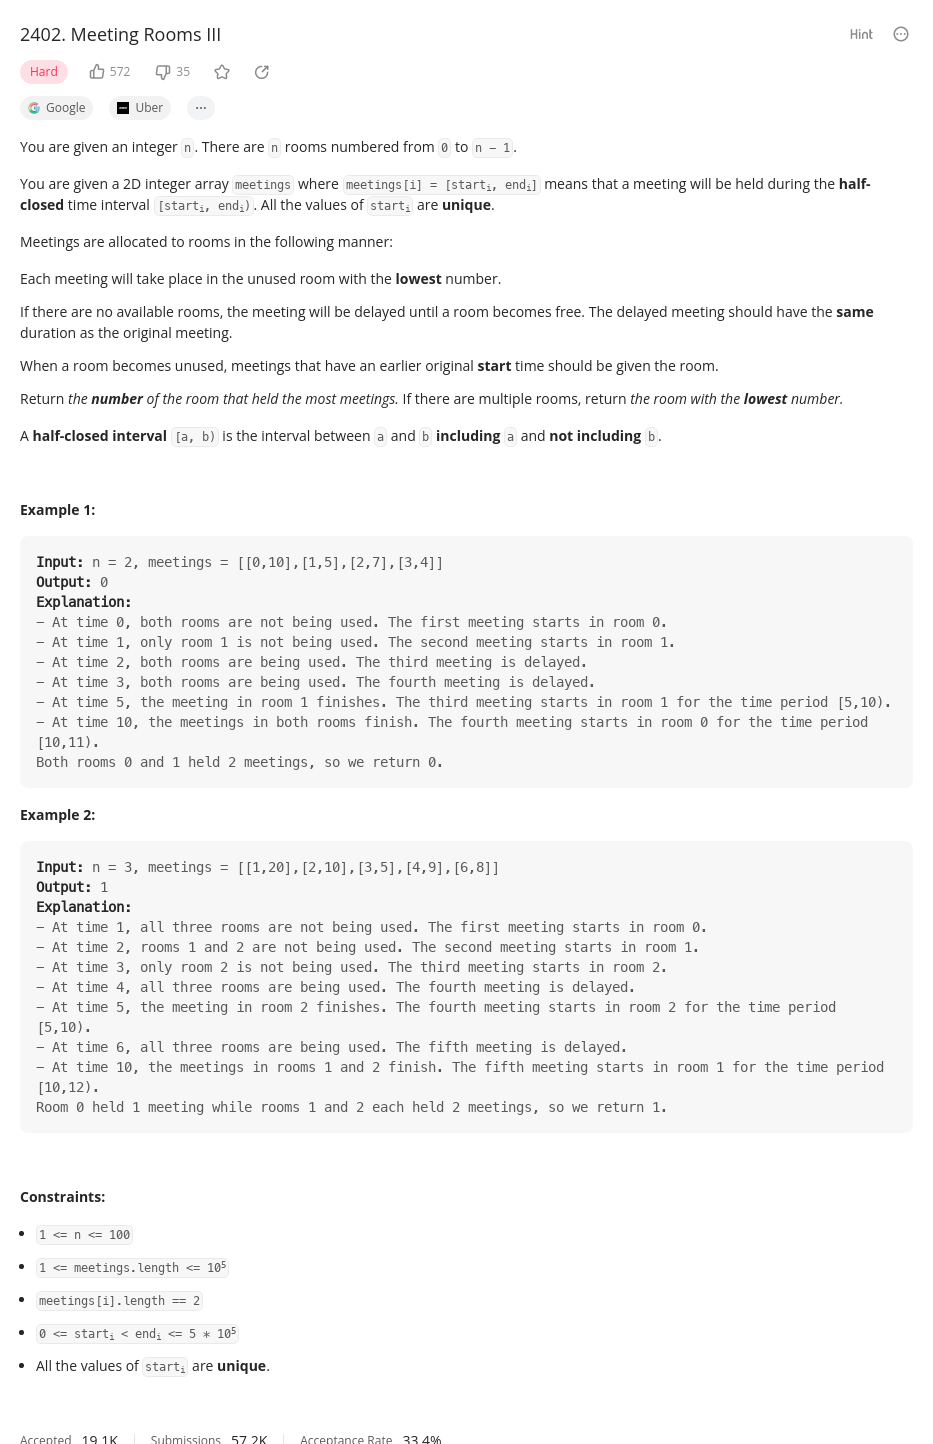 2402. Meeting Rooms III
Hint
Hard 572 35
Google Uber ...
You are given an integer n. There are n rooms numbered from 0 to n - 1.
You are given a 2D integer array meetings where meetings[i] = [starti, endi] means that a meeting will be held during the half-
closed time interval [starti, endi). All the values of starti are unique.
Meetings are allocated to rooms in the following manner:
Each meeting will take place in the unused room with the lowest number.
If there are no available rooms, the meeting will be delayed until a room becomes free. The delayed meeting should have the same
duration as the original meeting.
When a room becomes unused, meetings that have an earlier original start time should be given the room.
Return the number of the room that held the most meetings. If there are multiple rooms, return the room with the lowest number.
A half-closed interval [a, b) is the interval between a and b including a and not including b.
Example 1:
Input: n = 2, meetings = [[0,10],[1,5],[2,7],[3,4]]
Output: 0
Explanation:
- At time 0, both rooms are not being used. The first meeting starts in room 0.
- At time 1, only room 1 is not being used. The second meeting starts in room 1.
- At time 2, both rooms are being used. The third meeting is delayed.
- At time 3, both rooms are being used. The fourth meeting is delayed.
- At time 5, the meeting in room 1 finishes. The third meeting starts in room 1 for the time period [5,10).
- At time 10, the meetings in both rooms finish. The fourth meeting starts in room 0 for the time period
[10,11).
Both rooms 0 and 1 held 2 meetings, so we return 0.
Example 2:
Input: n = 3, meetings = [[1,20],[2,10],[3,5],[4,9],[6,8]]
Output: 1
Explanation:
- At time 1, all three rooms are not being used. The first meeting starts in room 0.
- At time 2, rooms 1 and 2 are not being used. The second meeting starts in room 1.
- At time 3, only room 2 is not being used. The third meeting starts in room 2.
- At time 4, all three rooms are being used. The fourth meeting is delayed.
- At time 5, the meeting in room 2 finishes. The fourth meeting starts in room 2 for the time period
[5,10).
- At time 6, all three rooms are being used. The fifth meeting is delayed.
- At time 10, the meetings in rooms 1 and 2 finish. The fifth meeting starts in room 1 for the time period
[10,12).
Room 0 held 1 meeting while rooms 1 and 2 each held 2 meetings, so we return 1.
Constraints:
• 1 <= n <= 100
• 1 <= meetings.length <= 10⁵
• meetings[i].length == 2
• 0 <= starti < endi <= 5 * 10⁵
• All the values of starti are unique.
Accepted 19.1K Submissions 57.2K Acceptance Rate 33.4%